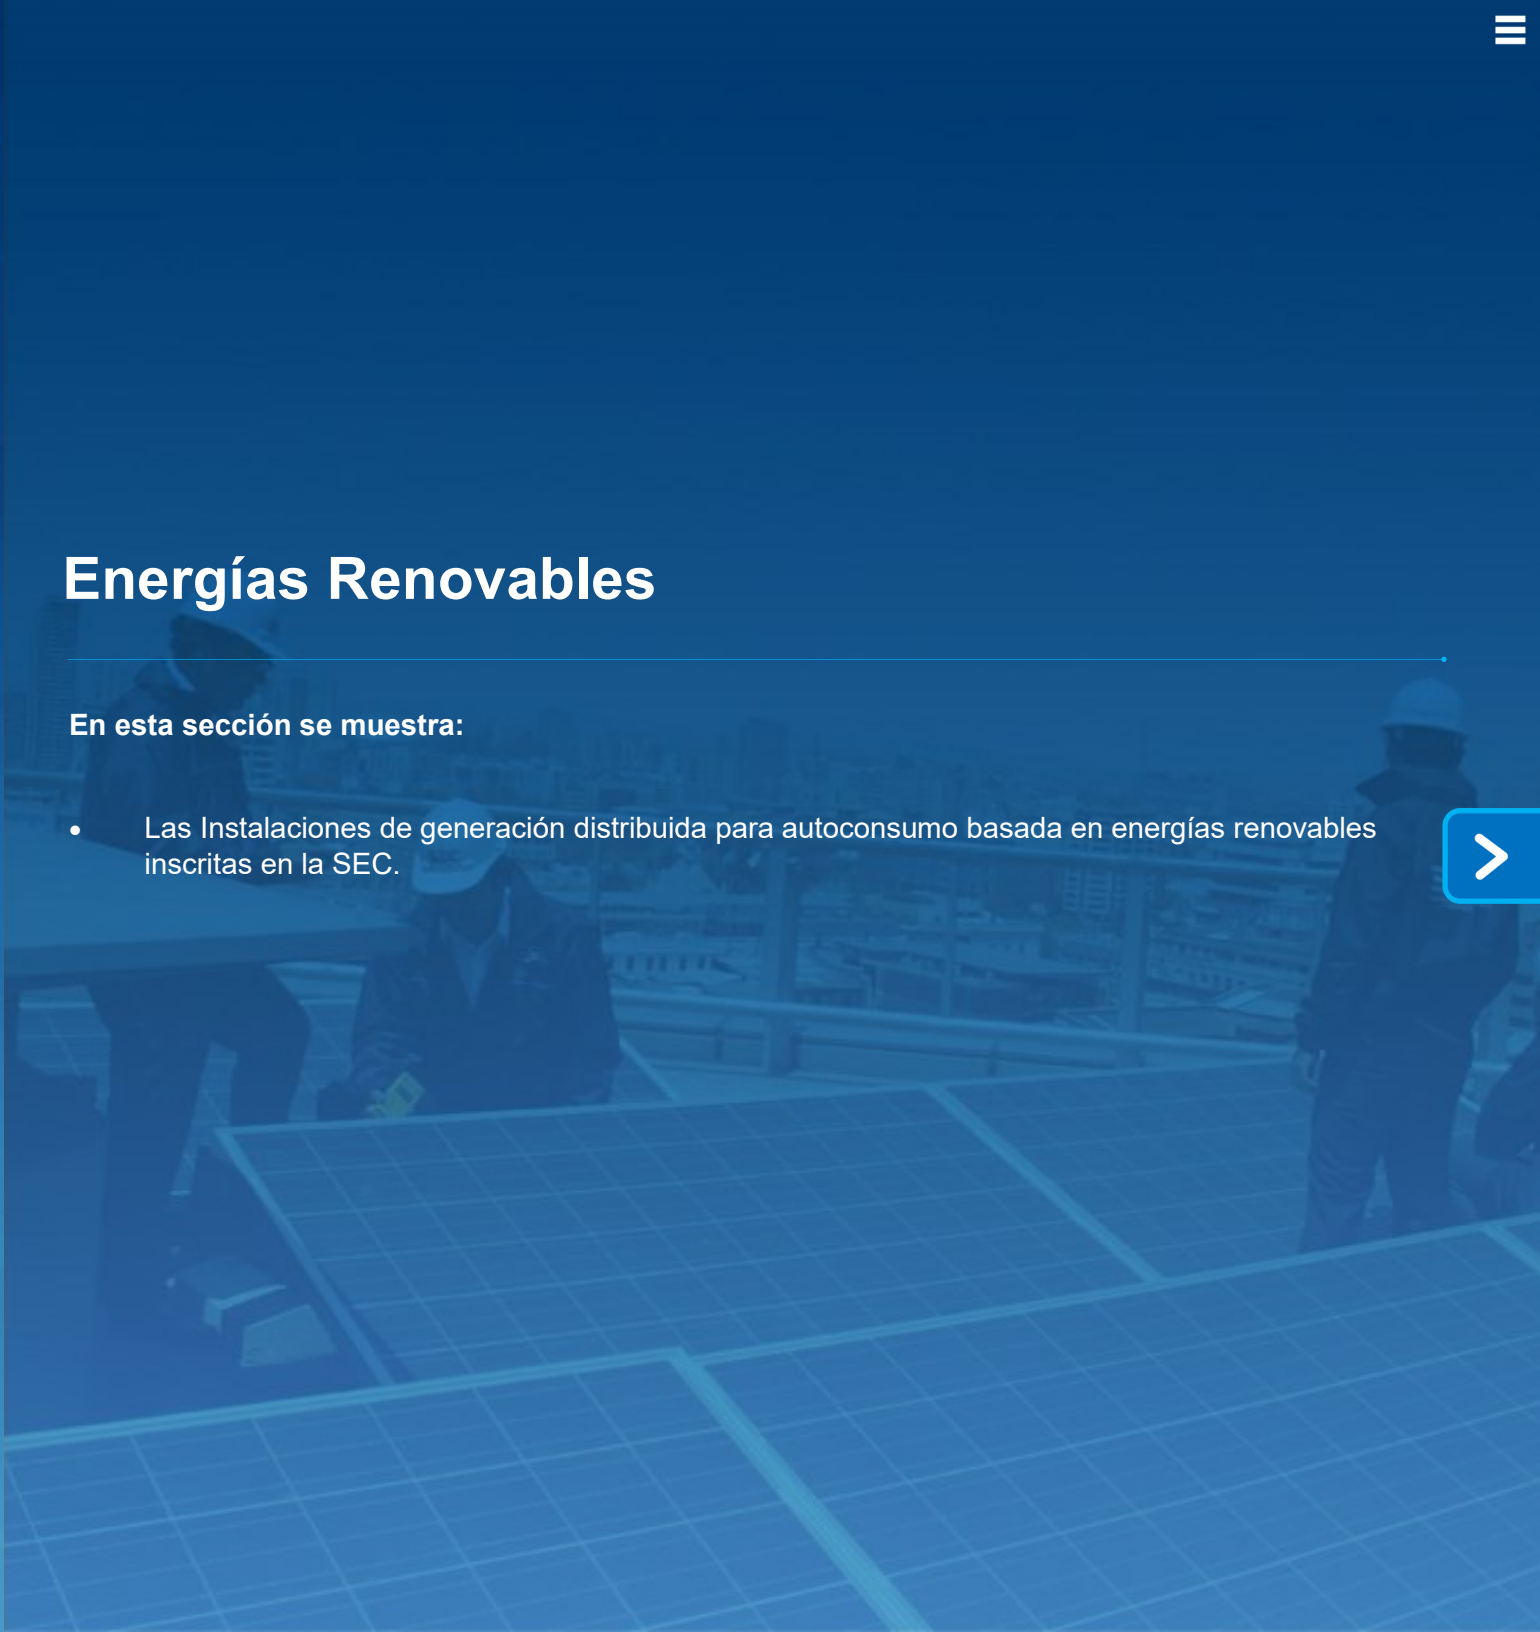 Energías Renovables
En esta sección se muestra:
• Las Instalaciones de generación distribuida para autoconsumo basada en energías renovables
inscritas en la SEC.